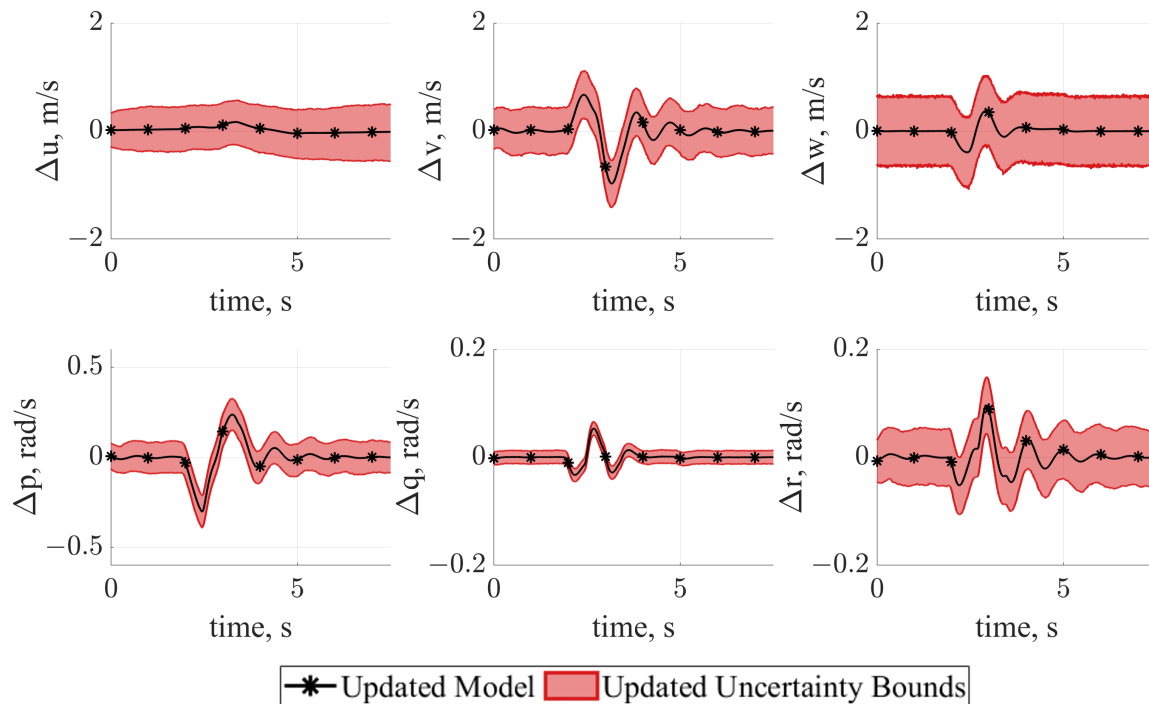 2 2 2
Δu, m/s Δv, m/s Δw, m/s
0 0 0
−2 −2 −2
0 5 0 5 0 5
time, s time, s time, s
0.5 0.2 0.2
Δp, rad/s Δq, rad/s Δr, rad/s
0 0 0
−0.5 −0.2 −0.2
0 5 0 5 0 5
time, s time, s time, s
Updated Model Updated Uncertainty Bounds